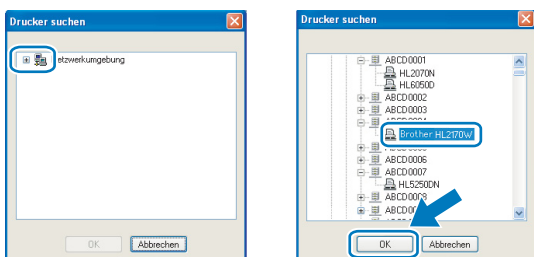 Drucker suchen
etzwerkumgebung
OK
Abbrechen
Drucker suchen
ABCD0001
HL2070N
HL6050D
ABCD0002
ABCD0003
Brother HL2170W
ABCD0006
ABCD0007
HL5250DN
OK
Abbrechen